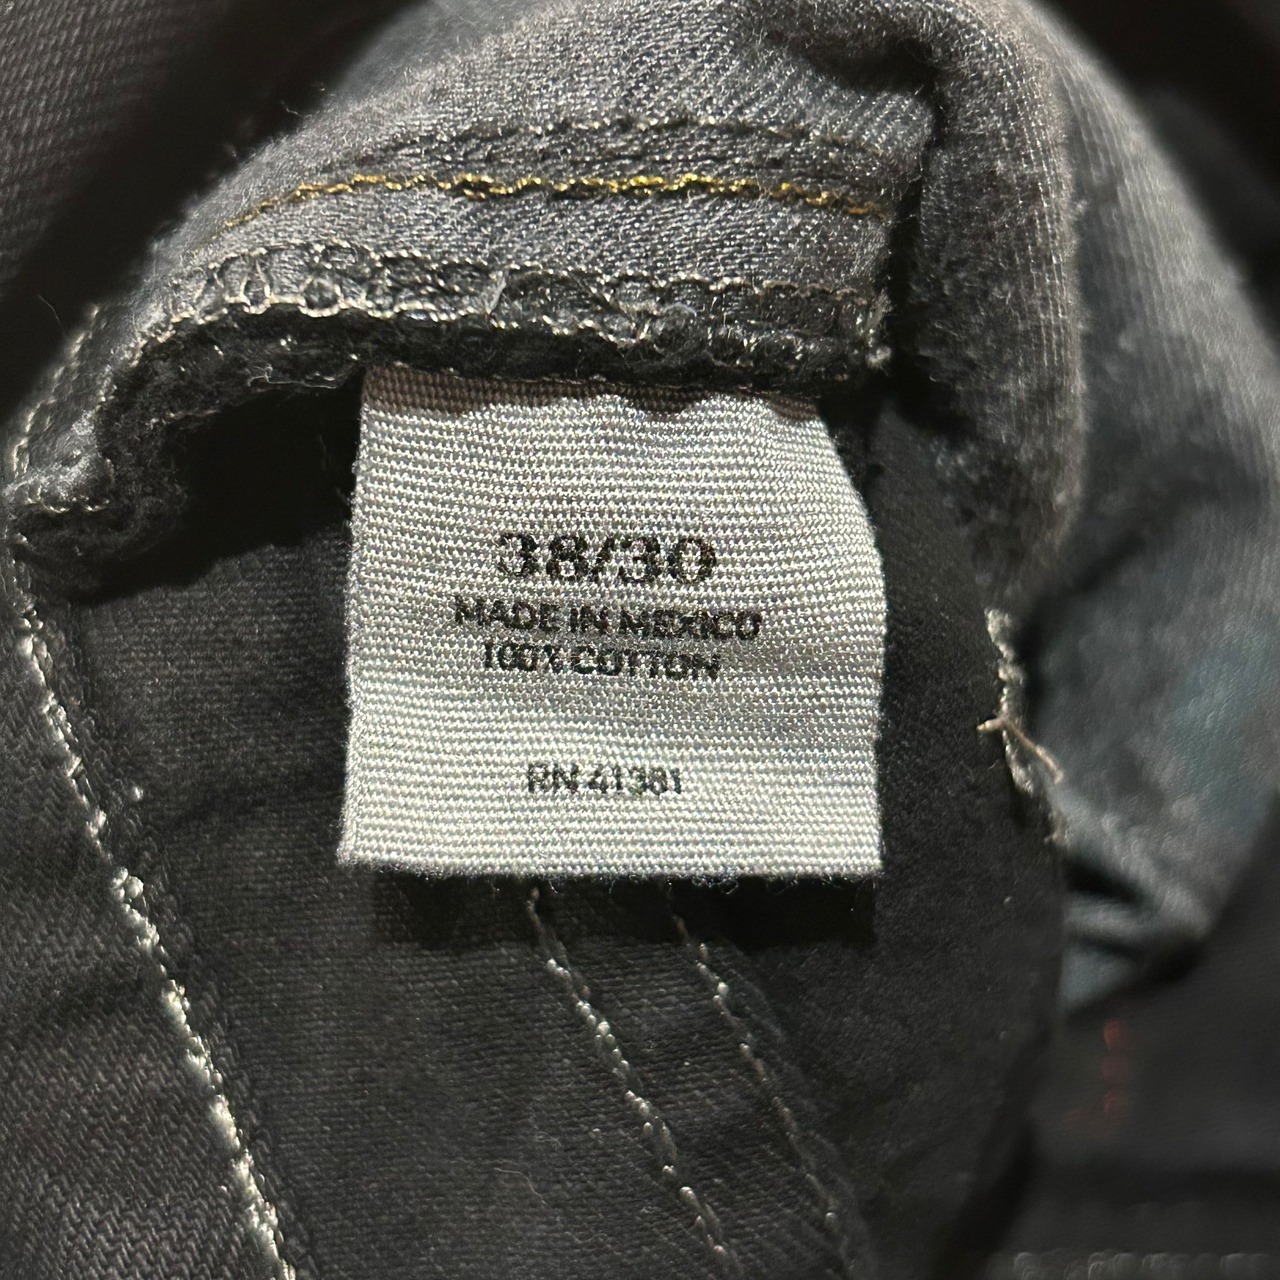 38/30
MADE IN MEXICO
100% COTTON
RN 41381